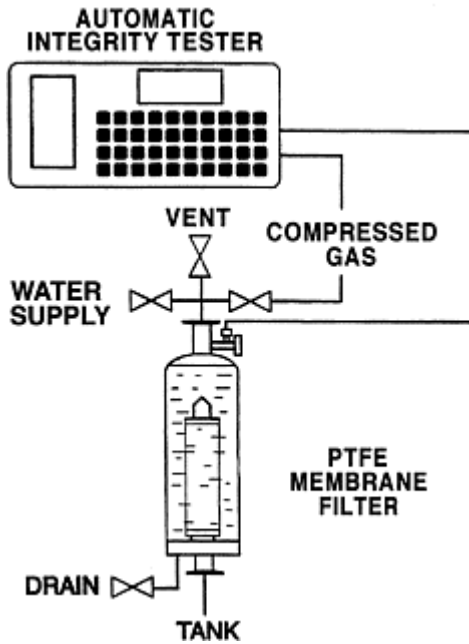 AUTOMATIC
INTEGRITY TESTER
VENT
COMPRESSED
GAS
WATER
SUPPLY
PTFE
MEMBRANE
FILTER
DRAIN
TANK